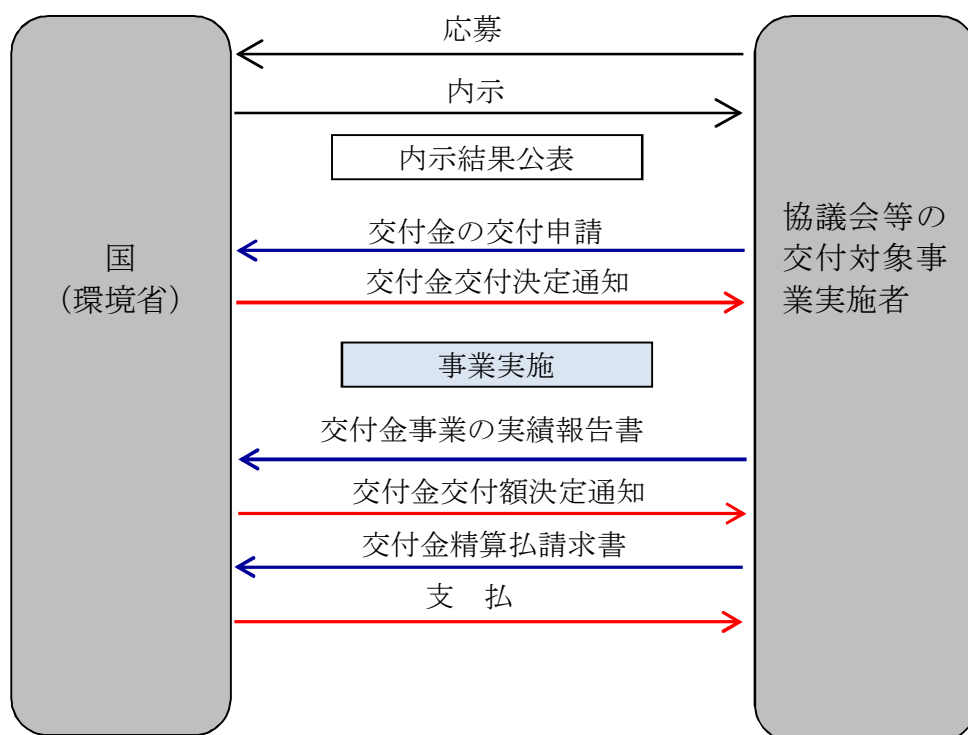 応募
内示
内示結果公表
交付金の交付申請
国
（環境省）
協議会等の
交付対象事
業実施者
交付金交付決定通知
事業実施
交付金事業の実績報告書
交付金交付額決定通知
交付金精算払請求書
支　払